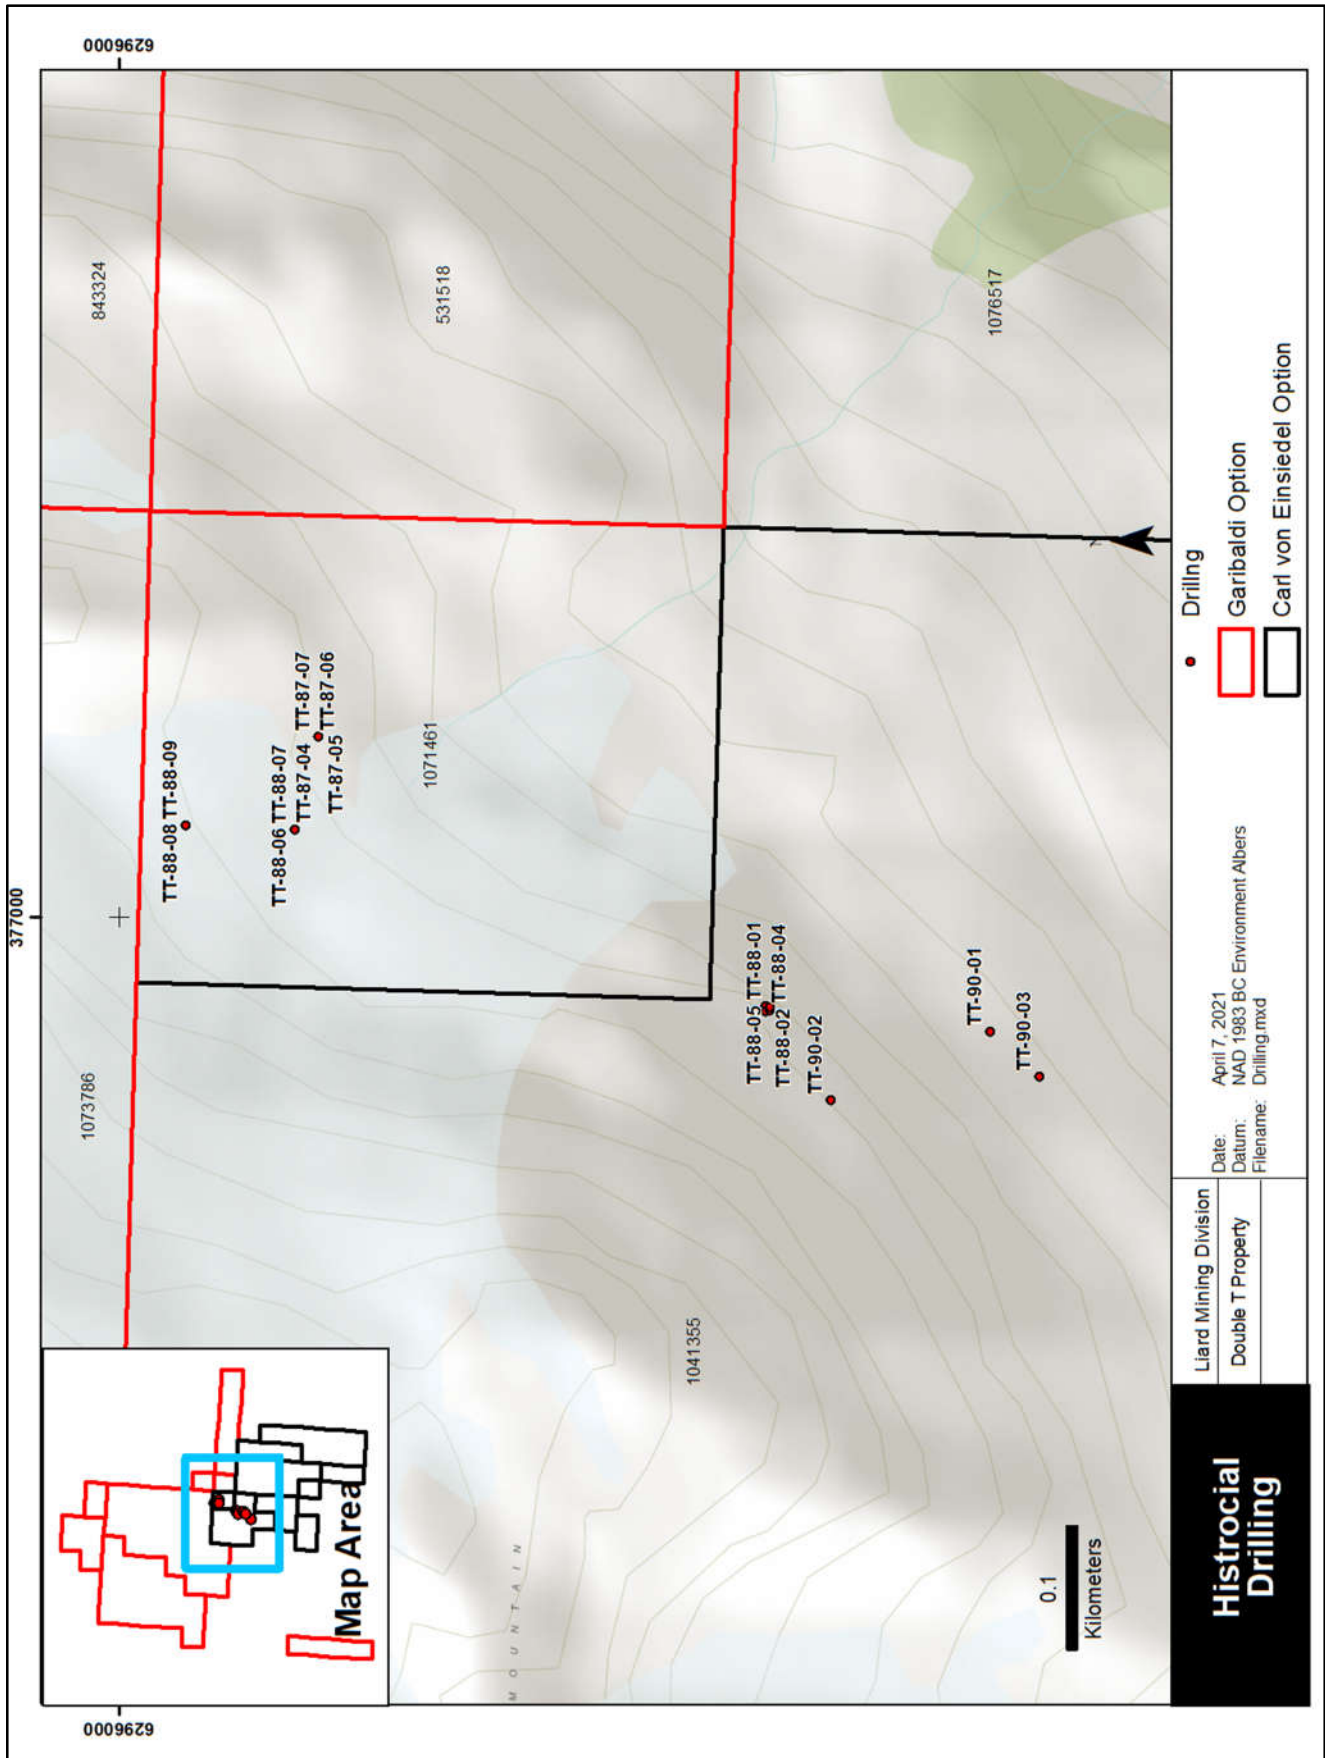 377000
6296000
6296000
1073786
843324
TT-88-08 TT-88-09
TT-88-06 TT-88-07
TT-87-04
TT-87-07
TT-87-06
TT-87-05
1071461
531518
Map Area
MOUNTAIN
1041355
TT-88-05 TT-88-01
TT-88-02 TT-88-04
TT-90-02
TT-90-01
TT-90-03
1076517
0.1
Kilometers
N
Histrocial
Drilling
Liard Mining Division
Double T Property
Date: April 7, 2021
Datum: NAD 1983 BC Environment Albers
Filename: Drilling.mxd
Drillng
Garibaldi Option
Carl von Einsiedel Option